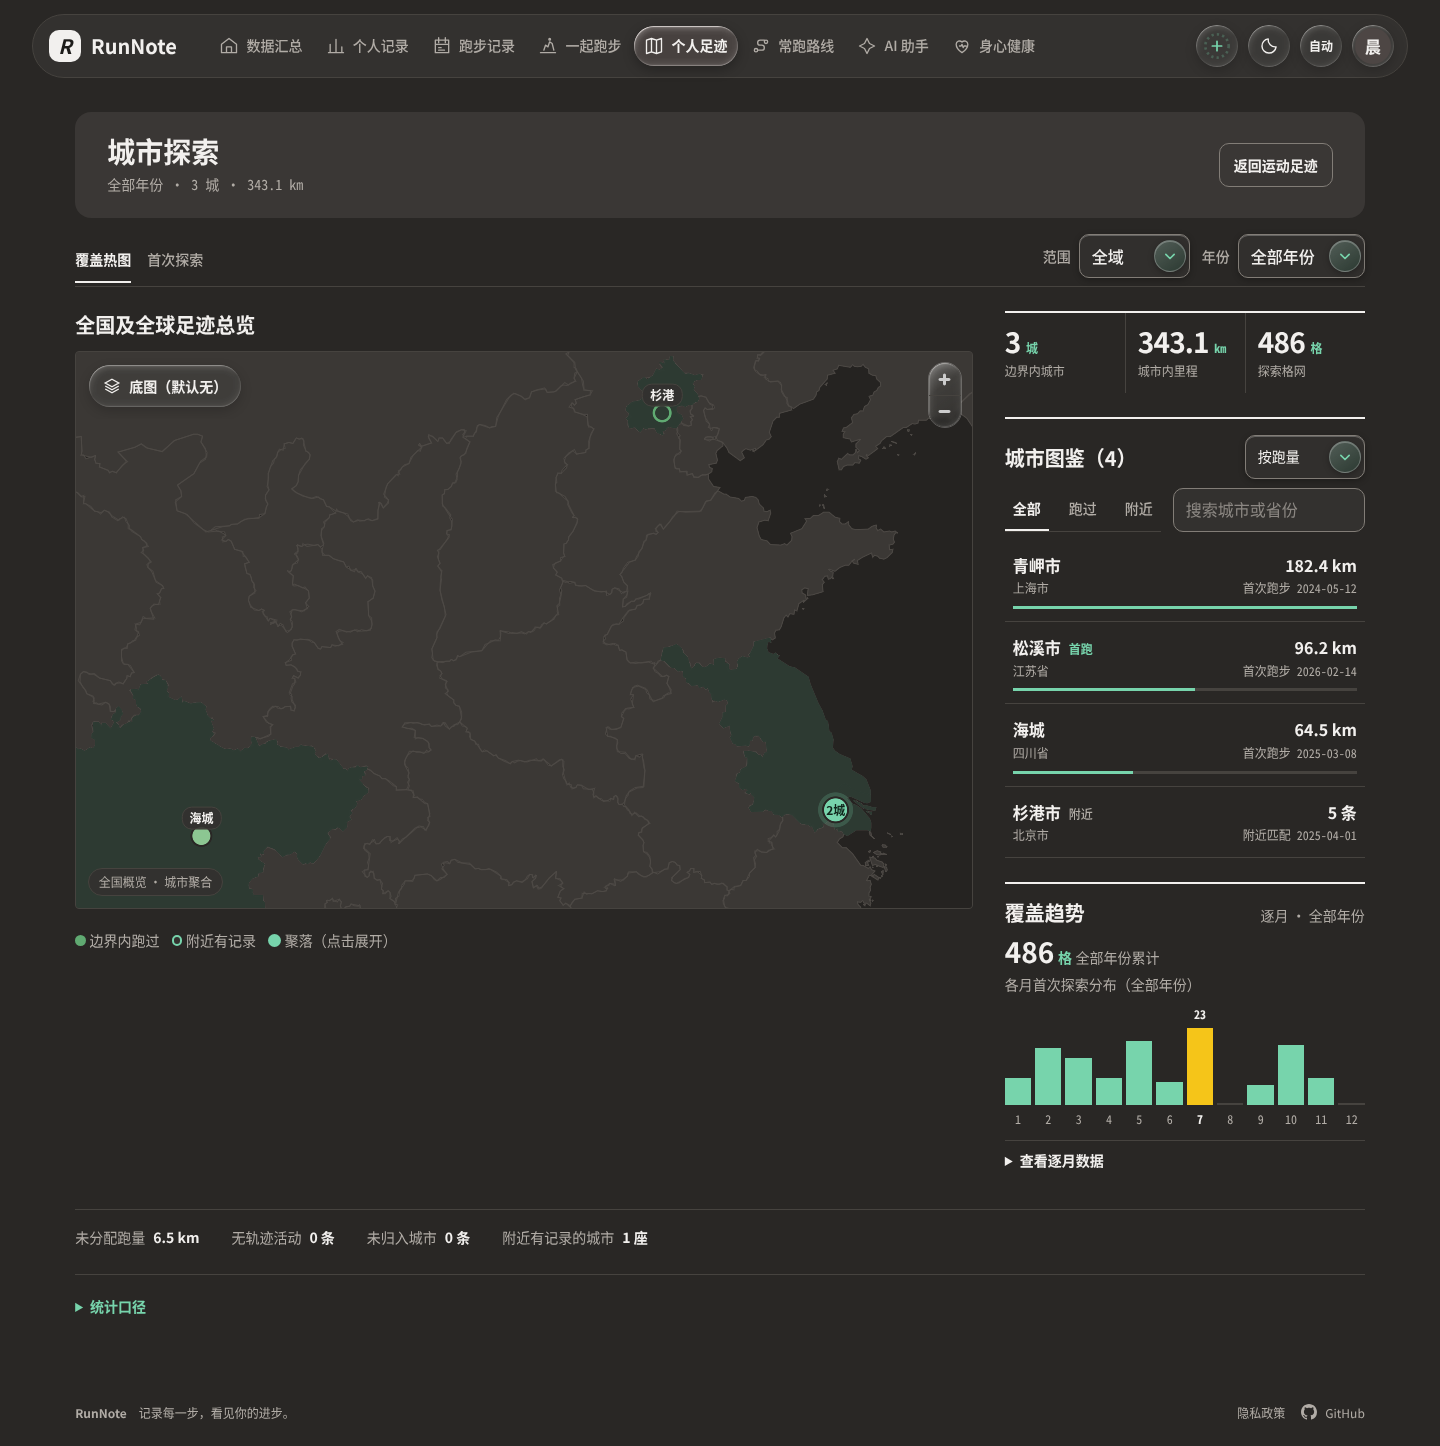 R RunNote 数据汇总 个人记录 跑步记录 一起跑步 个人足迹 常跑路线 AI 助手 身心健康 自动 晨
城市探索
全部年份 · 3 城 · 343.1 km
返回运动足迹
覆盖热图 首次探索 范围 全域 年份 全部年份
全国及全球足迹总览
底图（默认无）
杉港
海城
2城
全国概览 · 城市聚合
边界内跑过 附近有记录 聚落（点击展开）
3 城 343.1 km 486 格
边界内城市 城市内里程 探索格网
城市图鉴（4） 按跑量
全部 跑过 附近 搜索城市或省份
青岬市 182.4 km
上海市 首次跑步 2024-05-12
松溪市 首跑 96.2 km
江苏省 首次跑步 2026-02-14
海城 64.5 km
四川省 首次跑步 2025-03-08
杉港市 附近 5 条
北京市 附近匹配 2025-04-01
覆盖趋势 逐月 · 全部年份
486 格 全部年份累计
各月首次探索分布（全部年份）
23
1 2 3 4 5 6 7 8 9 10 11 12
查看逐月数据
未分配跑量 6.5 km 无轨迹活动 0 条 未归入城市 0 条 附近有记录的城市 1 座
统计口径
RunNote 记录每一步，看见你的进步。 隐私政策 GitHub